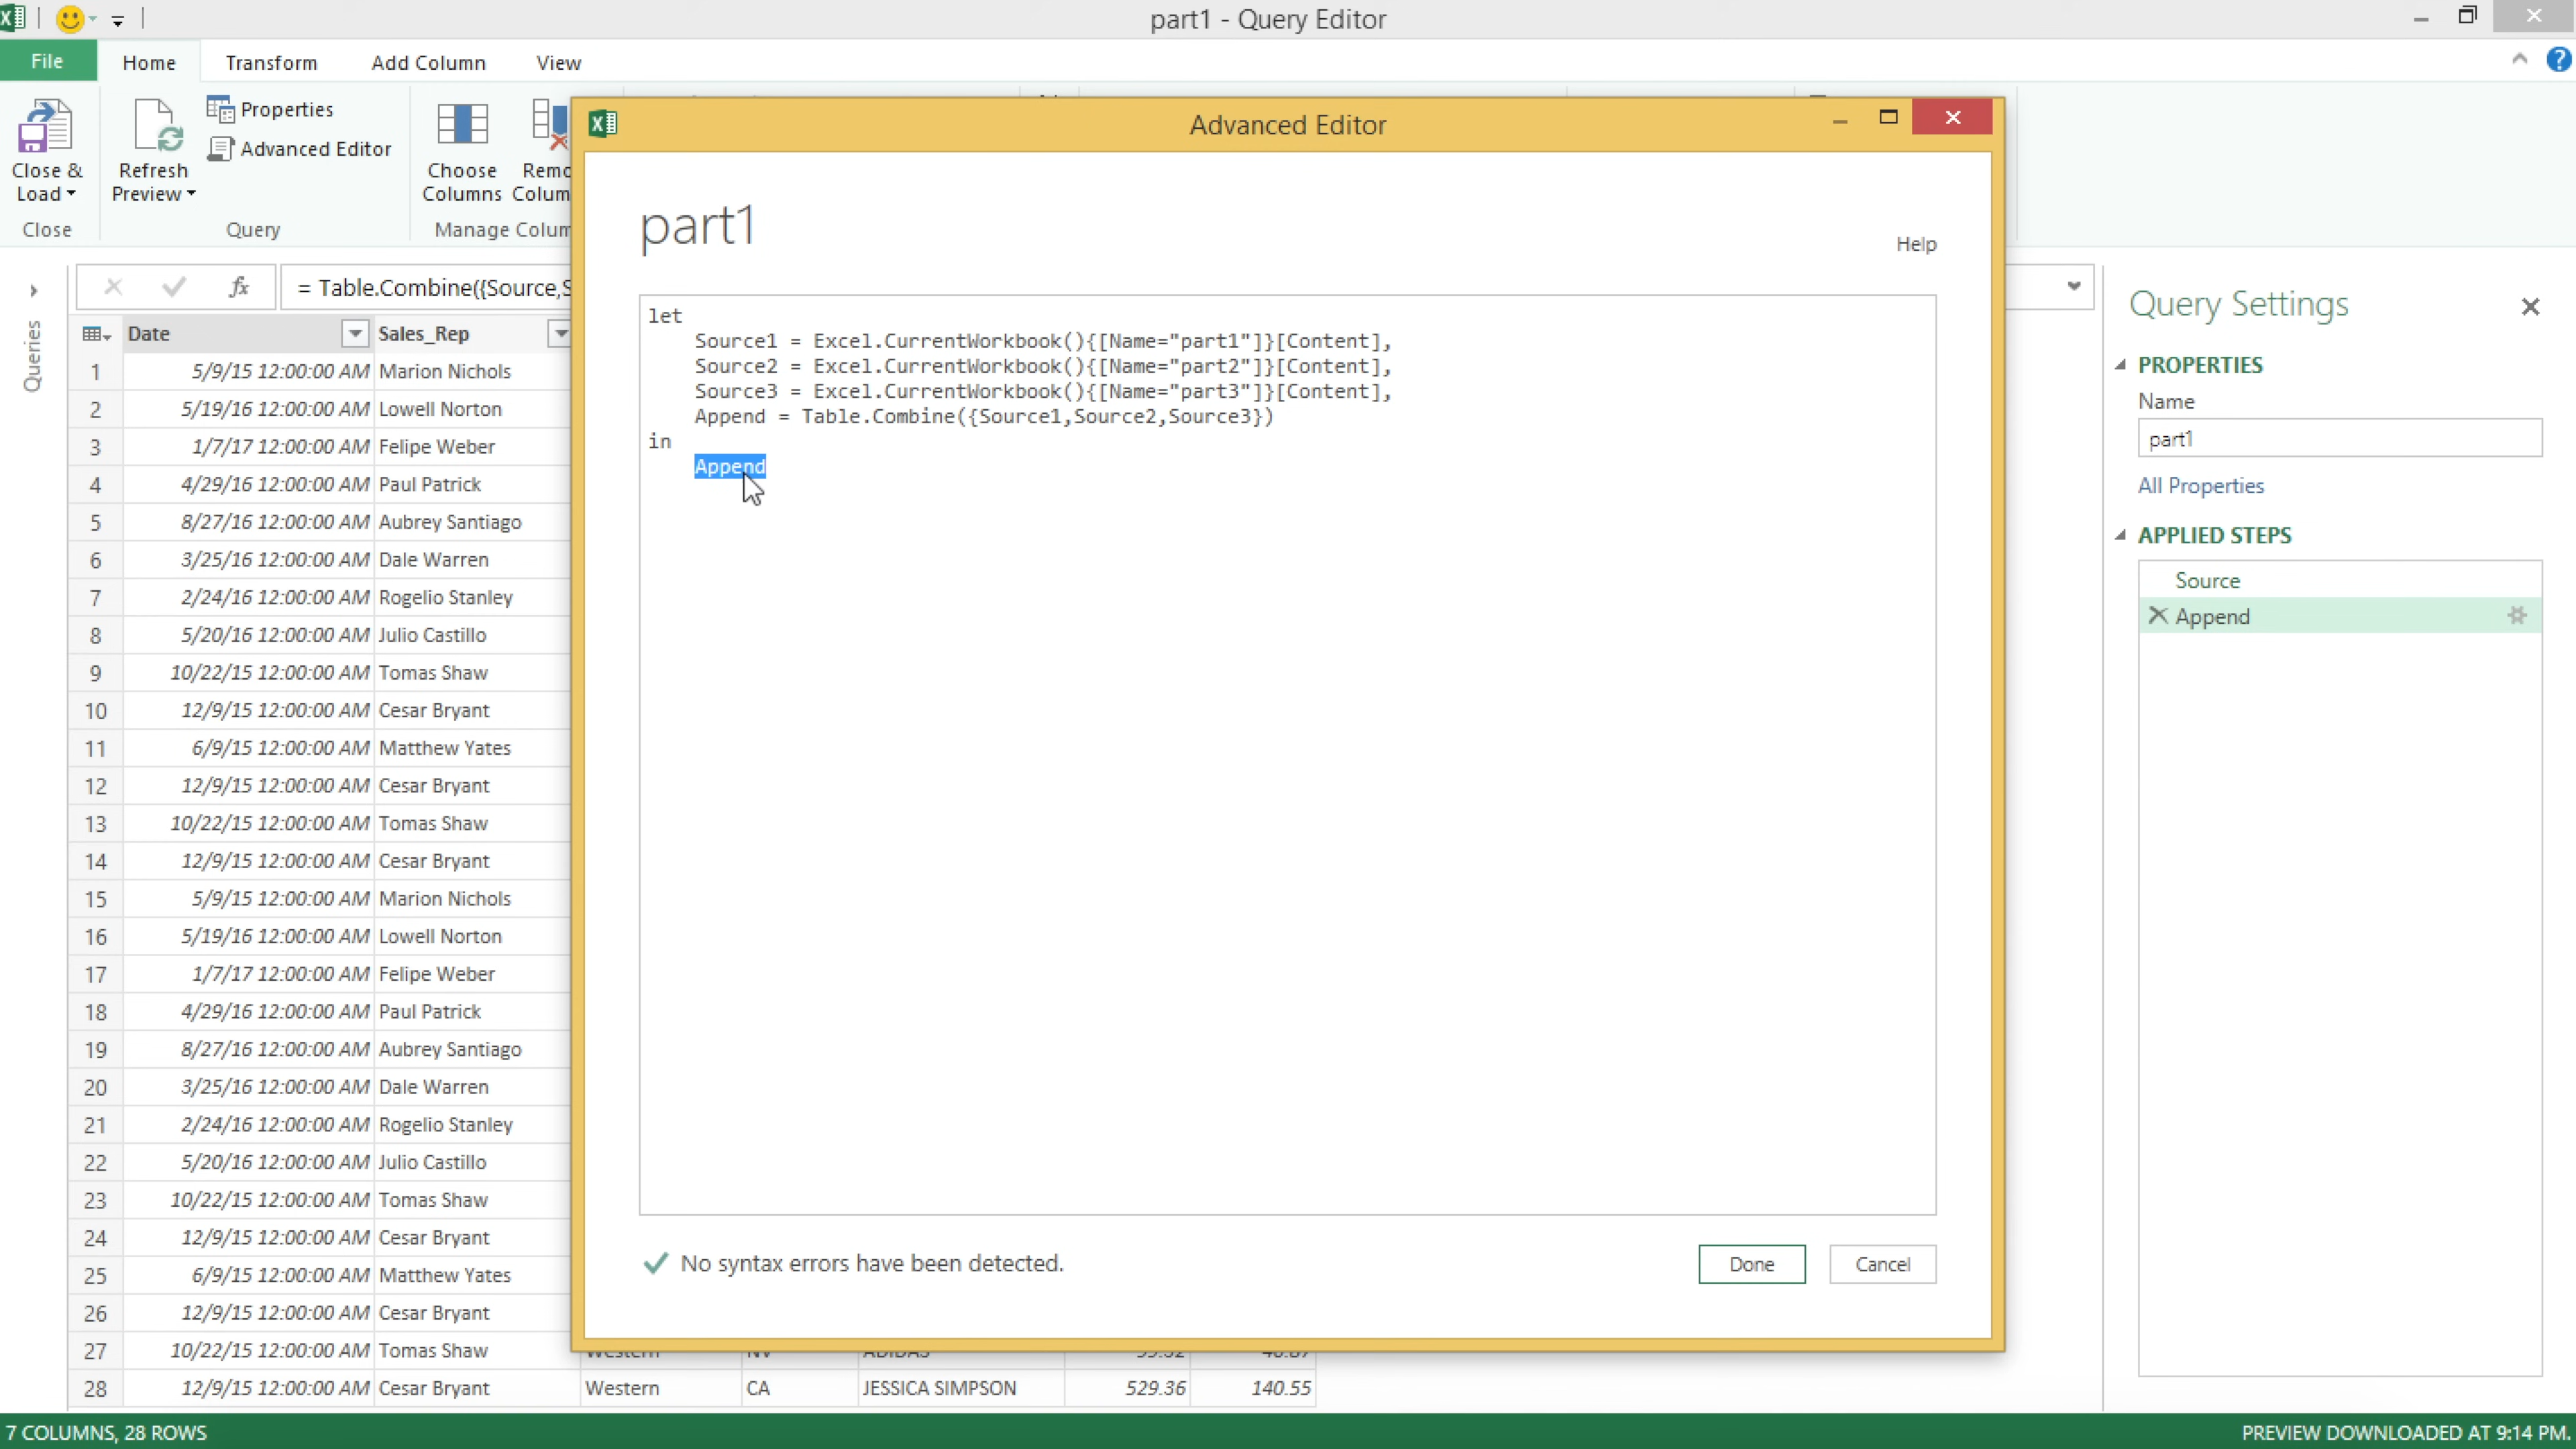 part1 - Query Editor
File
Home
Transform
Add Column
View
Close & Load
Refresh Preview
Properties
Advanced Editor
Choose Columns
Close
Query
Advanced Editor
part1
Help
let
Source1 = Excel.CurrentWorkbook(){[Name="part1"]}[Content],
Source2 = Excel.CurrentWorkbook(){[Name="part2"]}[Content],
Source3 = Excel.CurrentWorkbook(){[Name="part3"]}[Content],
Append = Table.Combine({Source1,Source2,Source3})
in
Append
No syntax errors have been detected.
Done
Cancel
= Table.Combine({Source,S
Queries
Date Sales_Rep
1 5/9/15 12:00:00 AM Marion Nichols
2 5/19/16 12:00:00 AM Lowell Norton
3 1/7/17 12:00:00 AM Felipe Weber
4 4/29/16 12:00:00 AM Paul Patrick
5 8/27/16 12:00:00 AM Aubrey Santiago
6 3/25/16 12:00:00 AM Dale Warren
7 2/24/16 12:00:00 AM Rogelio Stanley
8 5/20/16 12:00:00 AM Julio Castillo
9 10/22/15 12:00:00 AM Tomas Shaw
10 12/9/15 12:00:00 AM Cesar Bryant
11 6/9/15 12:00:00 AM Matthew Yates
12 12/9/15 12:00:00 AM Cesar Bryant
13 10/22/15 12:00:00 AM Tomas Shaw
14 12/9/15 12:00:00 AM Cesar Bryant
15 5/9/15 12:00:00 AM Marion Nichols
16 5/19/16 12:00:00 AM Lowell Norton
17 1/7/17 12:00:00 AM Felipe Weber
18 4/29/16 12:00:00 AM Paul Patrick
19 8/27/16 12:00:00 AM Aubrey Santiago
20 3/25/16 12:00:00 AM Dale Warren
21 2/24/16 12:00:00 AM Rogelio Stanley
22 5/20/16 12:00:00 AM Julio Castillo
23 10/22/15 12:00:00 AM Tomas Shaw
24 12/9/15 12:00:00 AM Cesar Bryant
25 6/9/15 12:00:00 AM Matthew Yates
26 12/9/15 12:00:00 AM Cesar Bryant
27 10/22/15 12:00:00 AM Tomas Shaw
28 12/9/15 12:00:00 AM Cesar Bryant Western CA JESSICA SIMPSON 529.36 140.55
Query Settings
PROPERTIES
Name
part1
All Properties
APPLIED STEPS
Source
Append
7 COLUMNS, 28 ROWS
PREVIEW DOWNLOADED AT 9:14 PM.